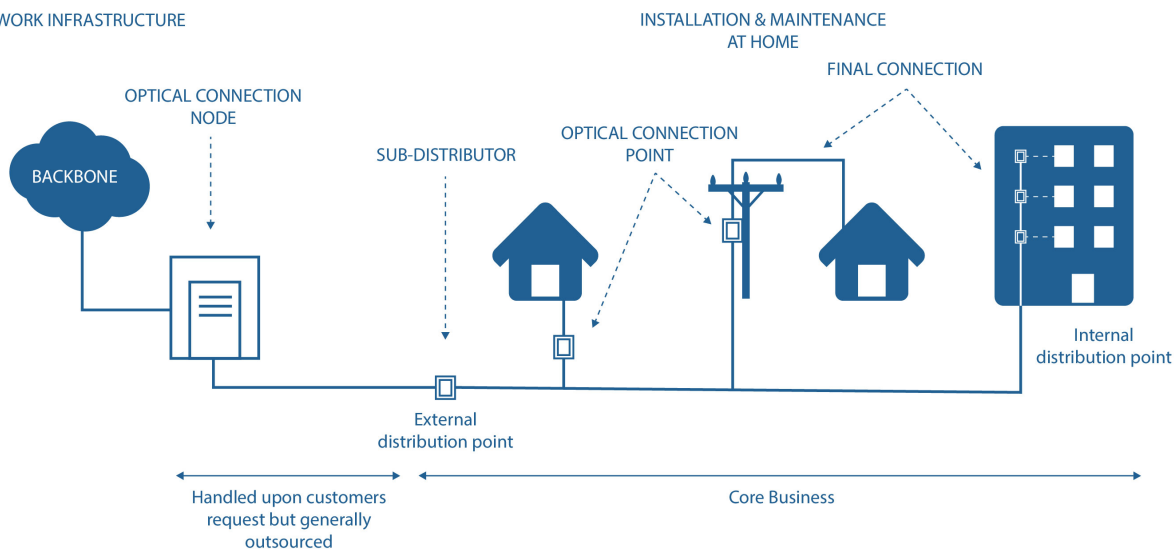 WORK INFRASTRUCTURE
INSTALLATION & MAINTENANCE
AT HOME
FINAL CONNECTION
OPTICAL CONNECTION
NODE
OPTICAL CONNECTION
POINT
SUB-DISTRIBUTOR
BACKBONE
Internal
distribution point
External
distribution point
Handled upon customers
request but generally
outsourced
Core Business